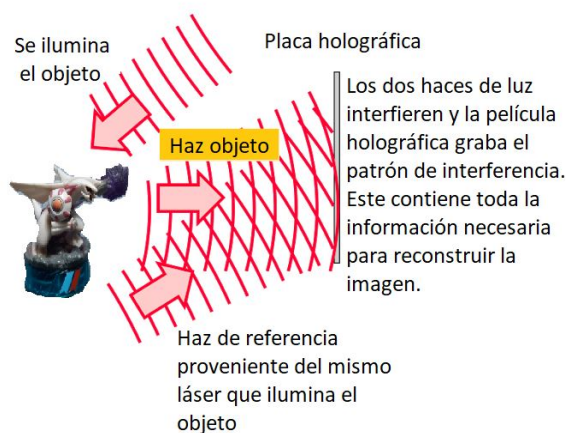 Se ilumina
el objeto
Placa holográfica
Los dos haces de luz
interfieren y la película
holográfica graba el
patrón de interferencia.
Este contiene toda la
información necesaria
para reconstruir la
imagen.
Haz objeto
Haz de referencia
proveniente del mismo
láser que ilumina el
objeto